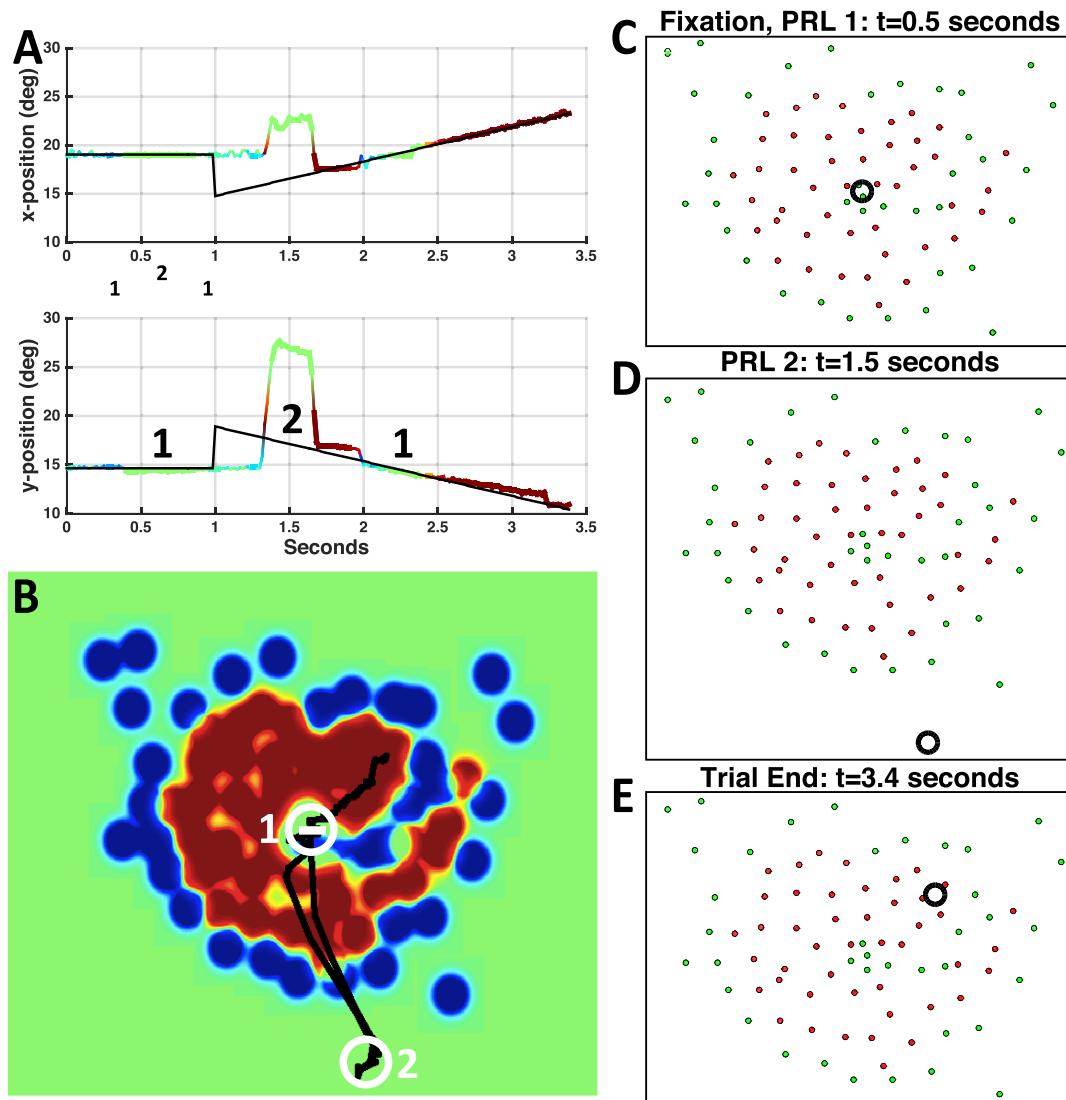 A
x-position (deg)
30
25
20
15
10
0 0.5 1 1.5 2 2.5 3 3.5
1 2 1
y-position (deg)
30
25
20
15
10
1 2 1
0 0.5 1 1.5 2 2.5 3 3.5
Seconds
B
1
2
C
Fixation, PRL 1: t=0.5 seconds
D
PRL 2: t=1.5 seconds
E
Trial End: t=3.4 seconds